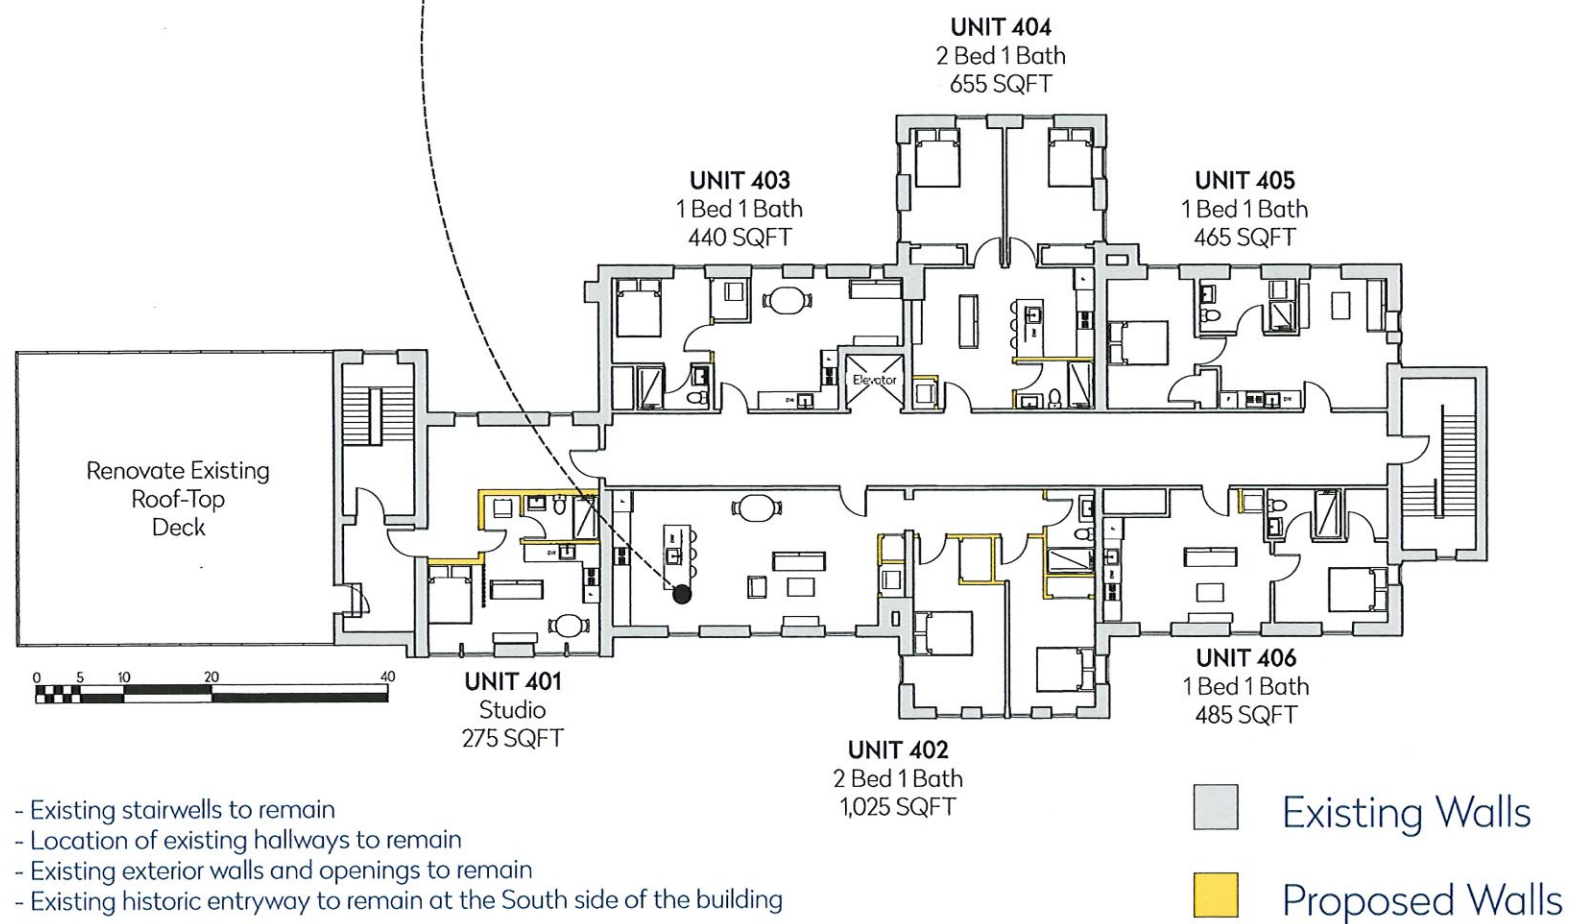 UNIT 404
2 Bed 1 Bath
655 SQFT
UNIT 403
1 Bed 1 Bath
440 SQFT
UNIT 405
1 Bed 1 Bath
465 SQFT
Elevator
Renovate Existing
Roof-Top
Deck
0 5 10 20 40
UNIT 401
Studio
275 SQFT
UNIT 406
1 Bed 1 Bath
485 SQFT
UNIT 402
2 Bed 1 Bath
1,025 SQFT
- Existing stairwells to remain
- Location of existing hallways to remain
- Existing exterior walls and openings to remain
- Existing historic entryway to remain at the South side of the building
Existing Walls
Proposed Walls